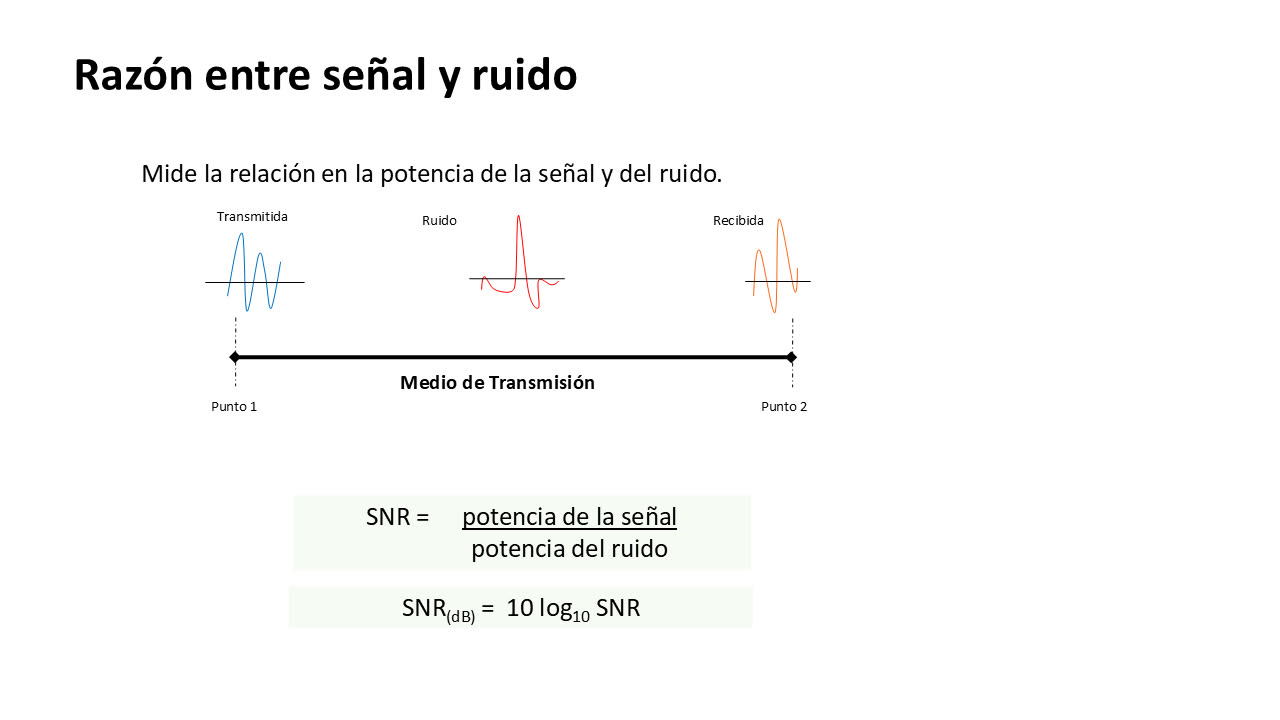 Razón entre señal y ruido
Mide la relación en la potencia de la señal y del ruido.
Transmitida
Ruido
Recibida
Medio de Transmisión
Punto 1
Punto 2
SNR = potencia de la señal
potencia del ruido
SNR(dB) = 10 log10 SNR